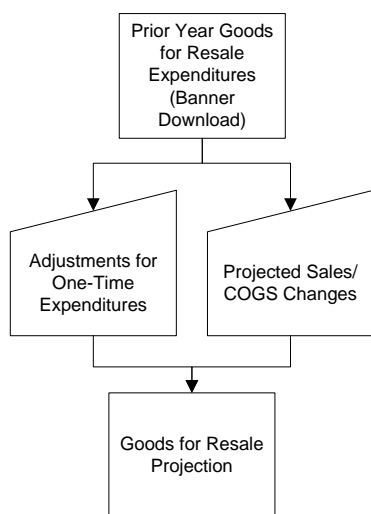 Prior Year Goods
for Resale
Expenditures
(Banner
Download)
Adjustments for
One-Time
Expenditures
Projected Sales/
COGS Changes
Goods for Resale
Projection